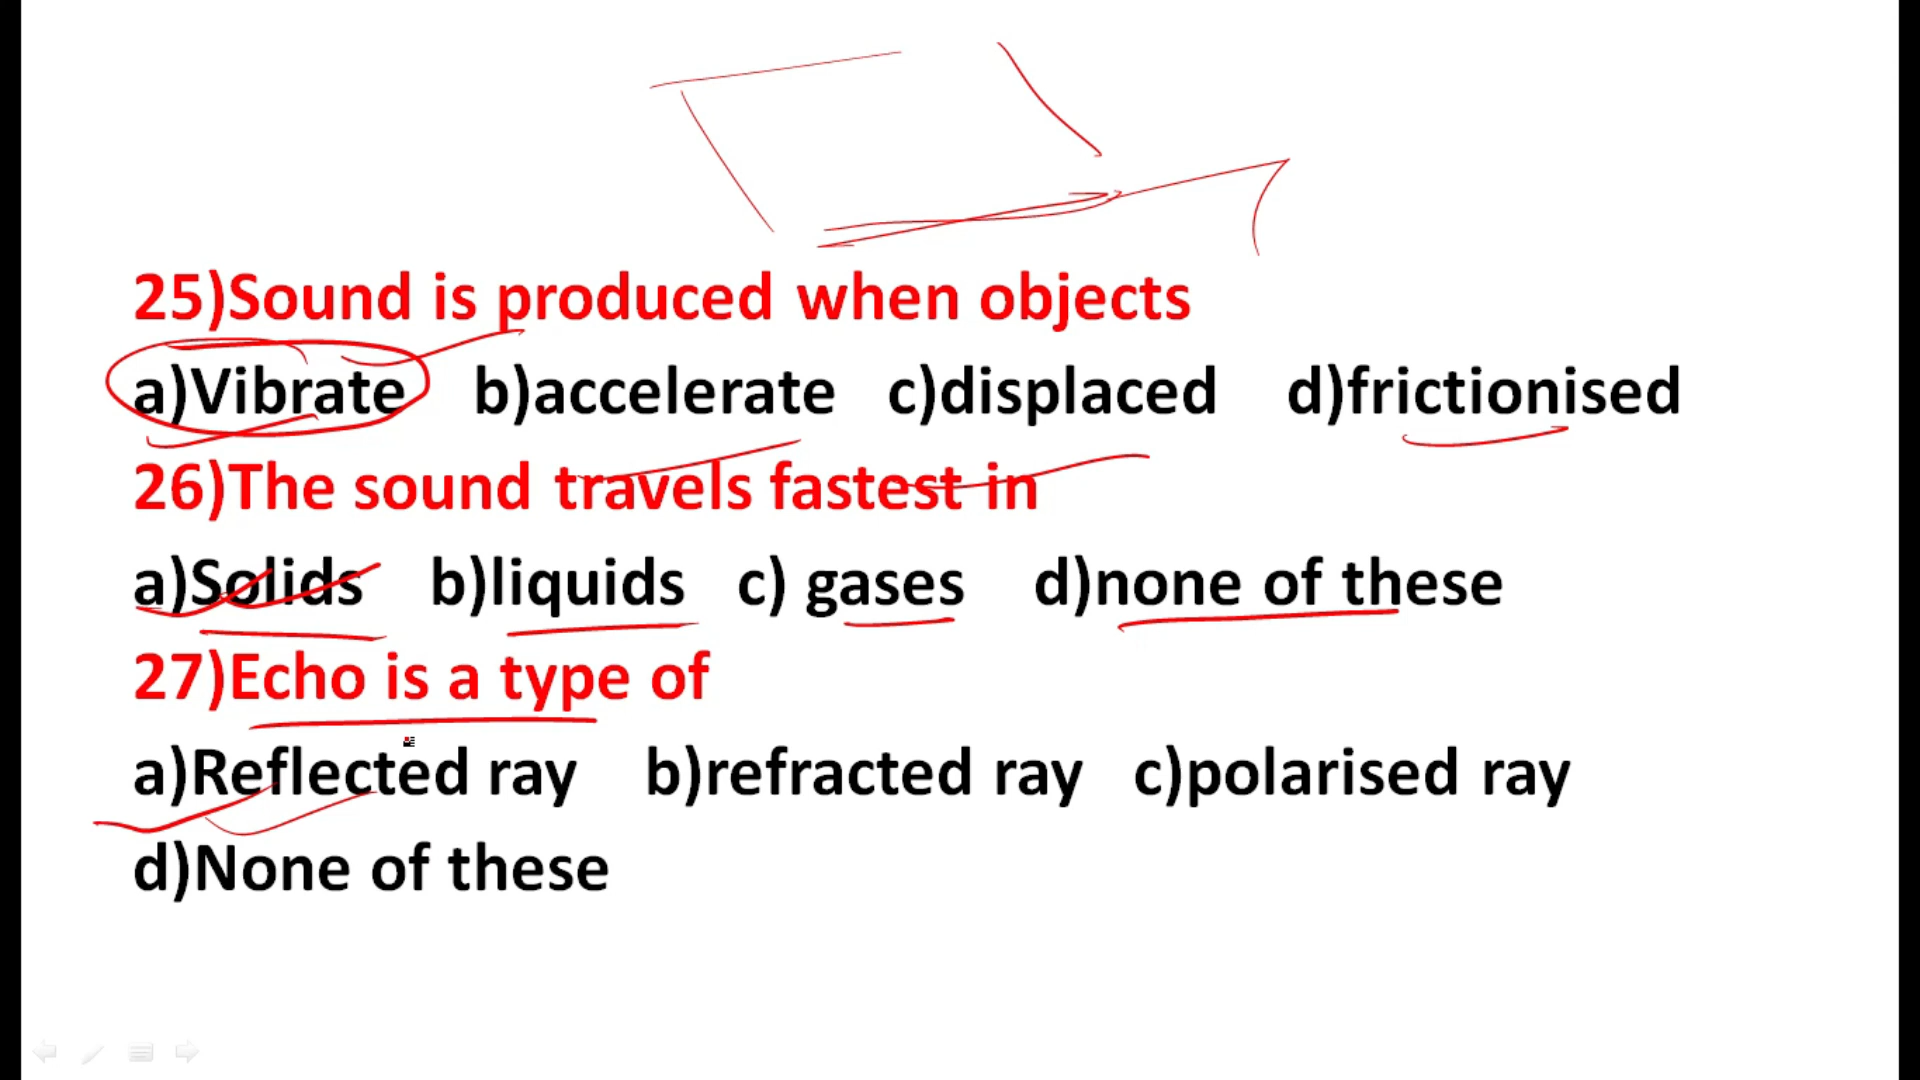 25)Sound is produced when objects
a)Vibrate b)accelerate c)displaced d)frictionised
26)The sound travels fastest in
a)Solids b)liquids c) gases d)none of these
27)Echo is a type of
a)Reflected ray b)refracted ray c)polarised ray
d)None of these